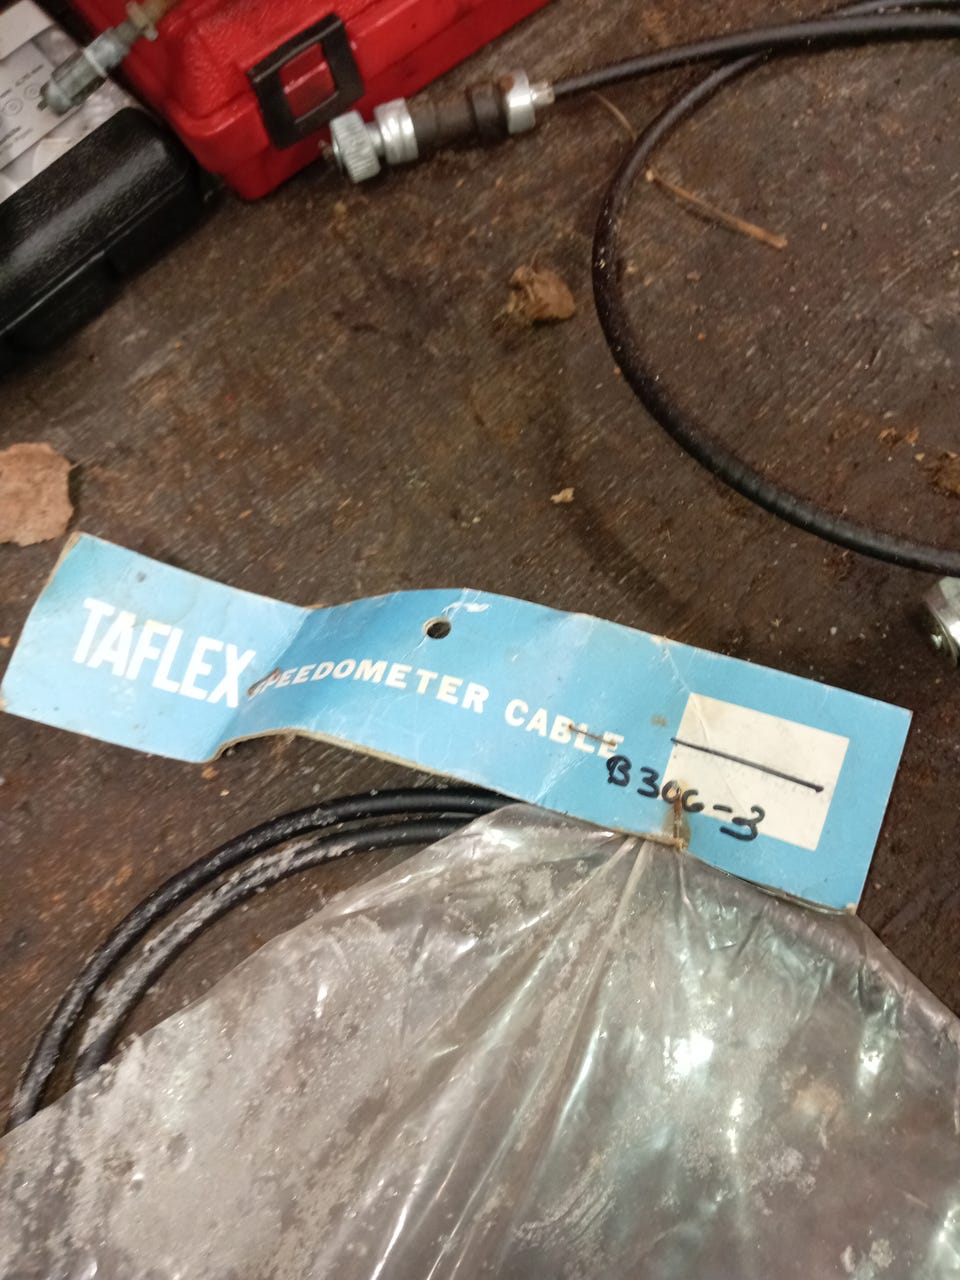 TAFLEX SPEEDOMETER CABLE
B306-3